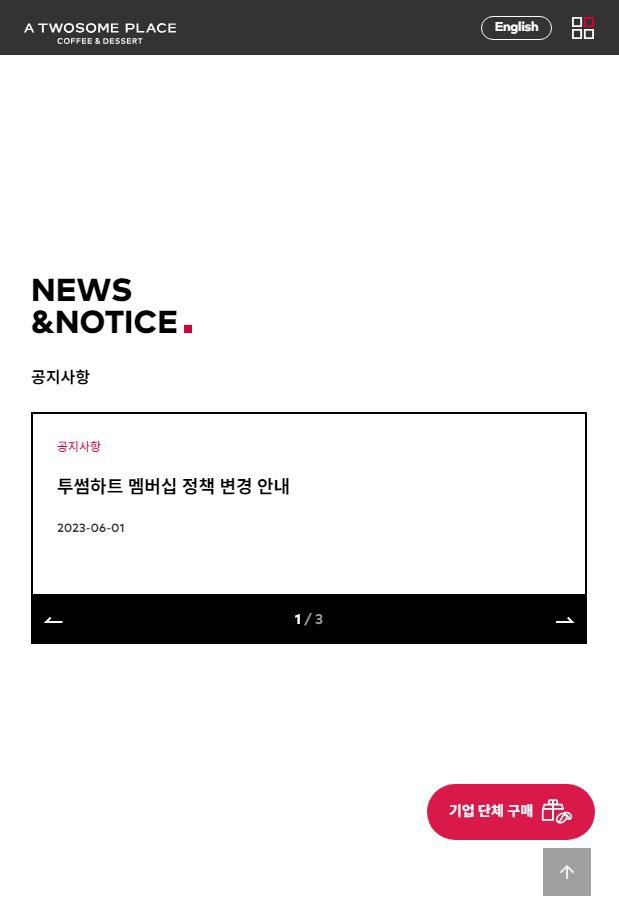 A TWOSOME PLACE
COFFEE & DESSERT
English
NEWS
&NOTICE
공지사항
공지사항
투썸하트 멤버십 정책 변경 안내
2023-06-01
1 / 3
기업 단체 구매